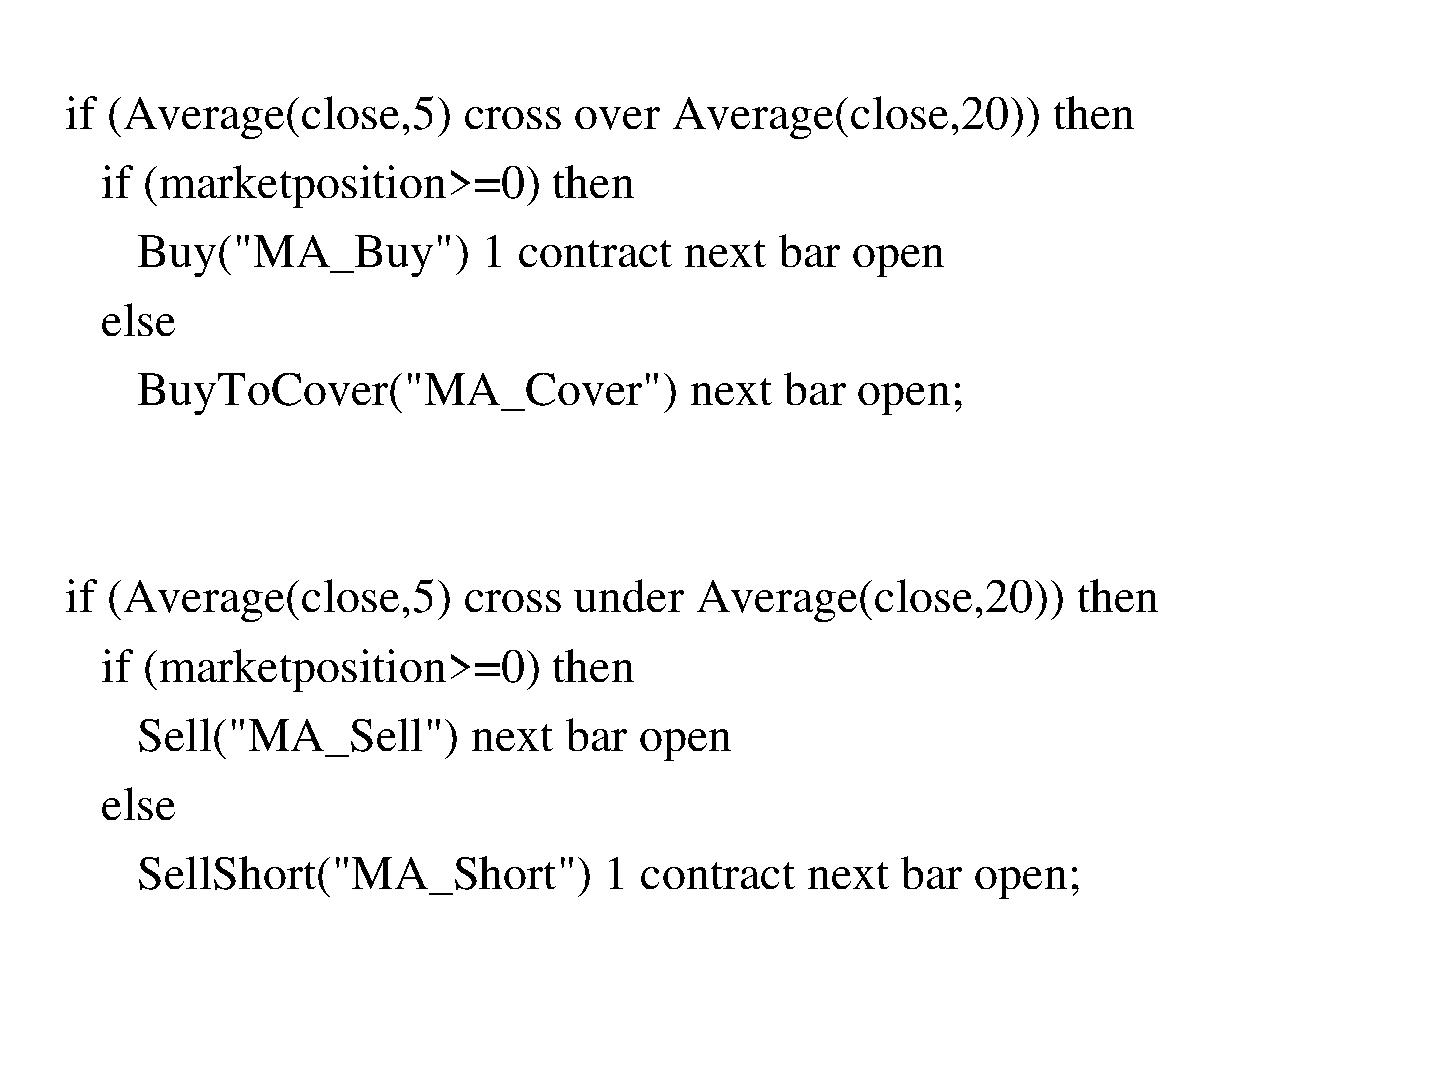 if (Average(close,5) cross over Average(close,20)) then
if (marketposition>=0) then
Buy("MA_Buy") 1 contract next bar open
else
BuyToCover("MA_Cover") next bar open;
if (Average(close,5) cross under Average(close,20)) then
if (marketposition>=0) then
Sell("MA_Sell") next bar open
else
SellShort("MA_Short") 1 contract next bar open;